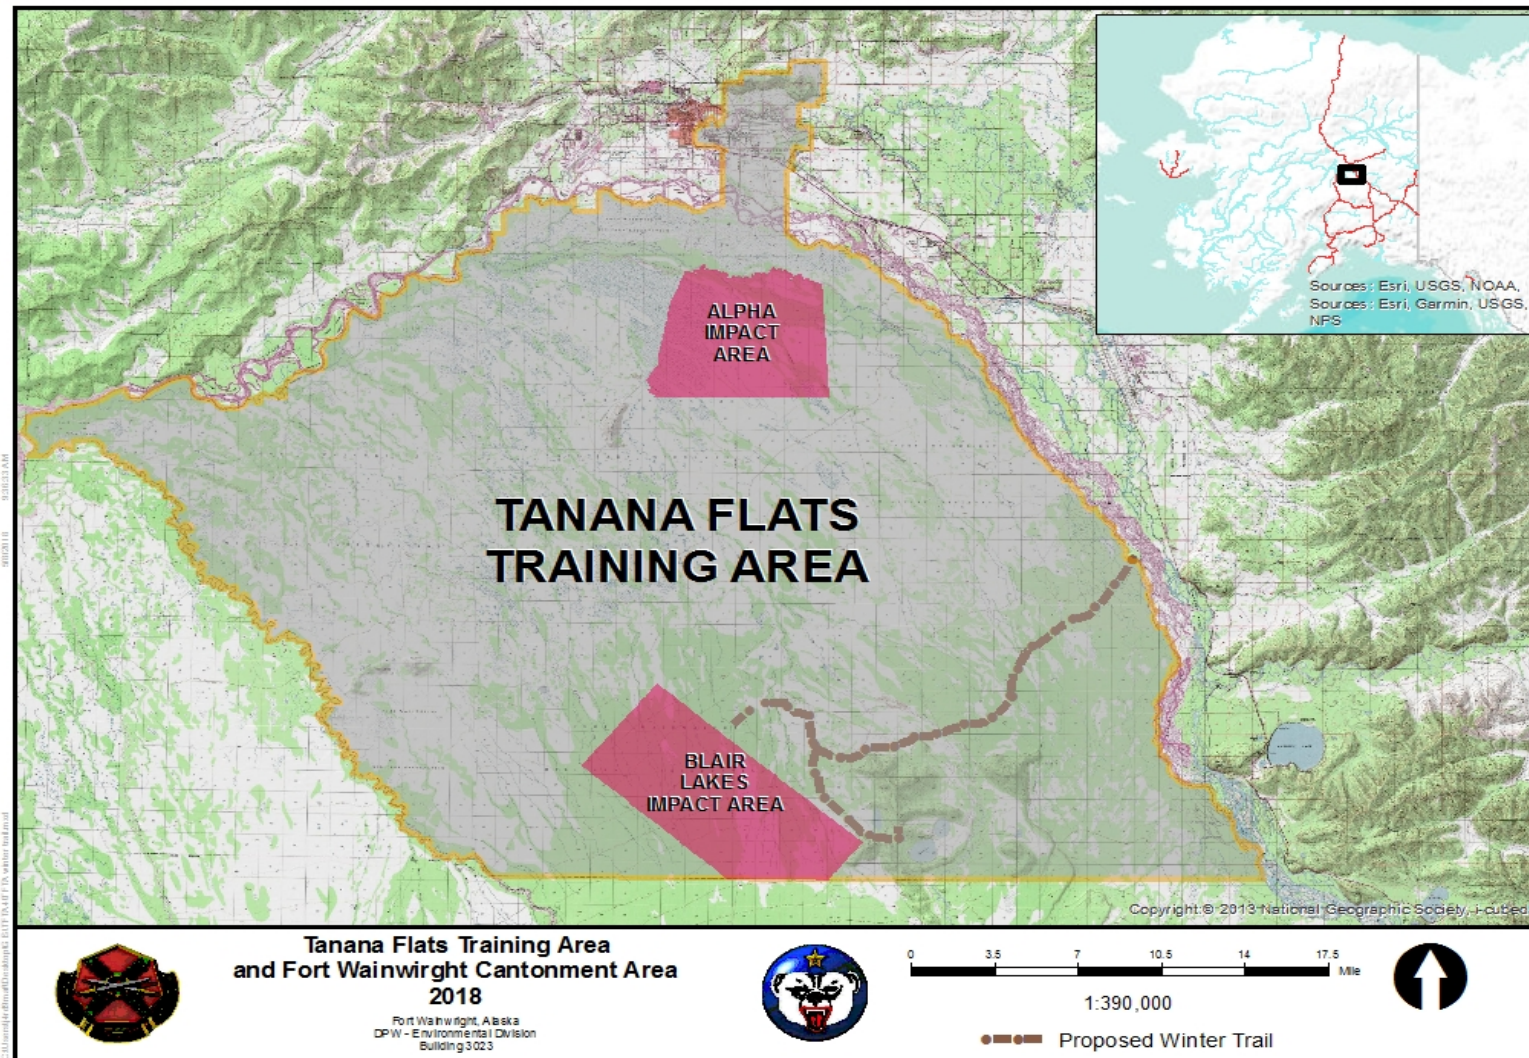 Sources: Esri, USGS, NOAA,
Sources: Esri, Garmin, USGS,
NPS
ALPHA
IMPACT
AREA
TANANA FLATS
TRAINING AREA
BLAIR
LAKES
IMPACT AREA
Copyright:© 2013 National Geographic Society, i-cubed
Tanana Flats Training Area
and Fort Wainwirght Cantonment Area
2018
Fort Wainwright, Alaska
DPW - Environmental Division
Building 3023
0 3.5 7 10.5 14 17.5
Mile
1:390,000
Proposed Winter Trail